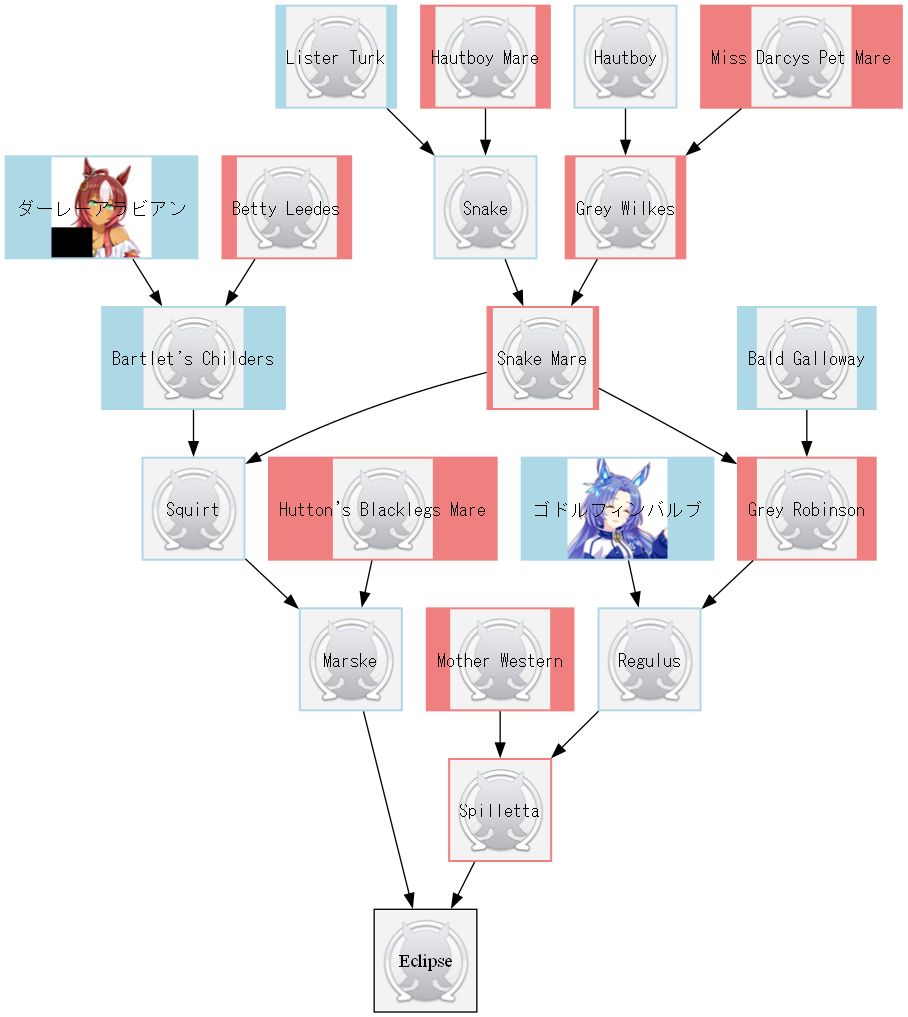 Lister Turk
Hautboy Mare
Hautboy
Miss Darcys Pet Mare
ダーレーアラビアン
Betty Leedes
Snake
Grey Wilkes
Bartlet's Childers
Snake Mare
Bald Galloway
Squirt
Hutton's Blacklegs Mare
ゴドルフィンバルブ
Grey Robinson
Marske
Mother Western
Regulus
Spilletta
Eclipse